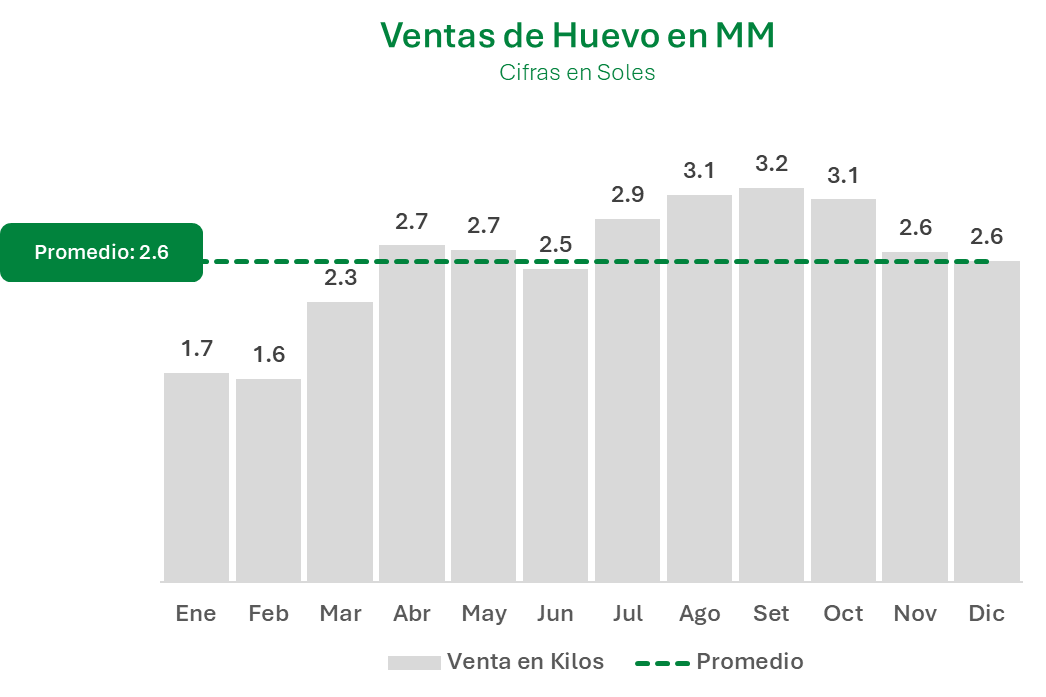 Ventas de Huevo en MM
Cifras en Soles
3.2
3.1
3.1
2.9
2.7
2.7
2.6
2.6
2.5
Promedio: 2.6
2.3
1.7
1.6
Ene Feb Mar Abr May Jun Jul Ago Set Oct Nov Dic
Venta en Kilos Promedio